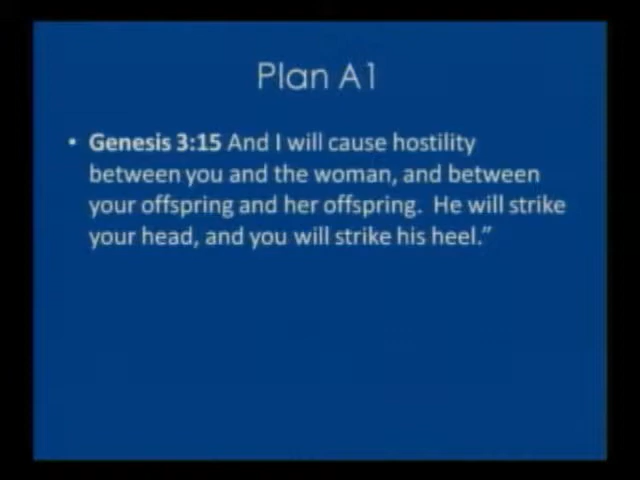 Plan A1
• Genesis 3:15 And I will cause hostility
between you and the woman, and between
your offspring and her offspring.  He will strike
your head, and you will strike his heel.”